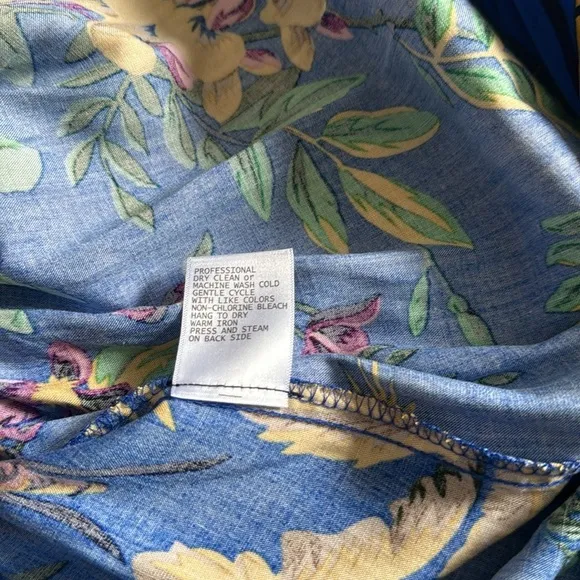 PROFESSIONAL
DRY CLEAN or
MACHINE WASH COLD
GENTLE CYCLE
WITH LIKE COLORS
NON-CHLORINE BLEACH
HANG TO DRY
WARM IRON
PRESS AND STEAM
ON BACK SIDE